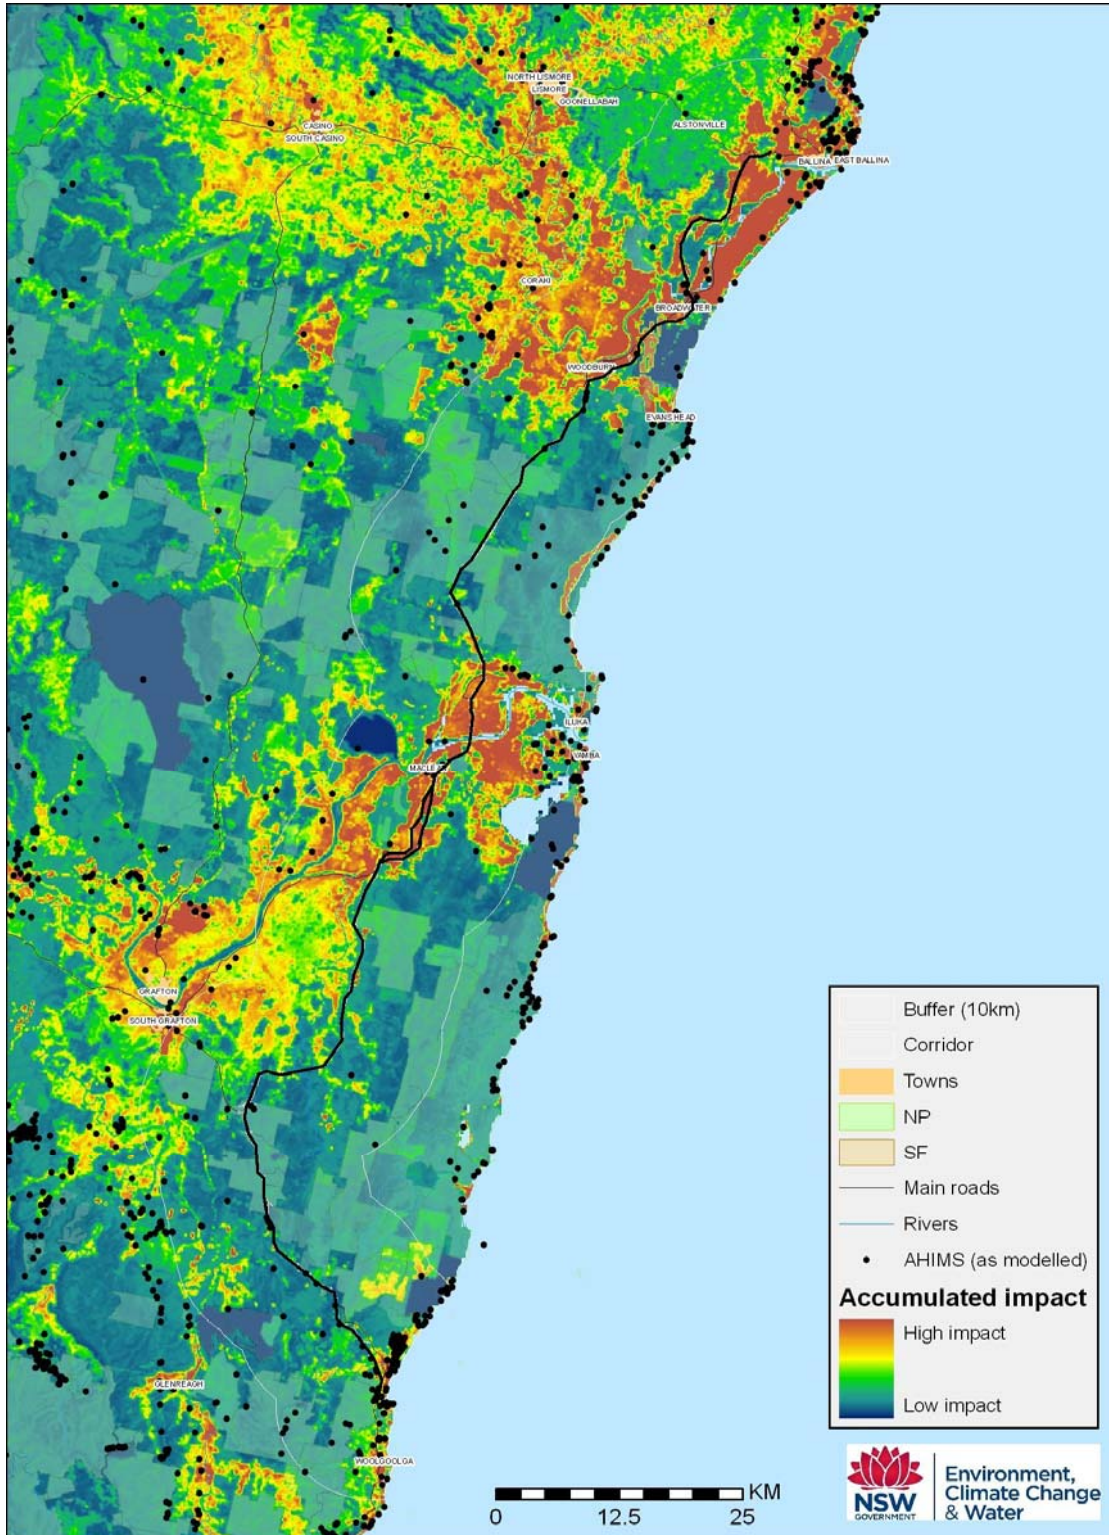 NORTH LISMORE
LISMORE
GOONELLABAH
ALSTONVILLE
CASINO
SOUTH CASINO
BALLINA
EAST BALLINA
CORAKI
BROADWATER
WOODBURN
EVANS HEAD
ILUKA
YAMBA
MACLEAN
GRAFTON
SOUTH GRAFTON
GLENREAGH
WOOLGOOLGA
Buffer (10km)
Corridor
Towns
NP
SF
Main roads
Rivers
AHIMS (as modelled)
Accumulated impact
High impact
Low impact
KM
0 12.5 25
NSW
GOVERNMENT
Environment,
Climate Change
& Water